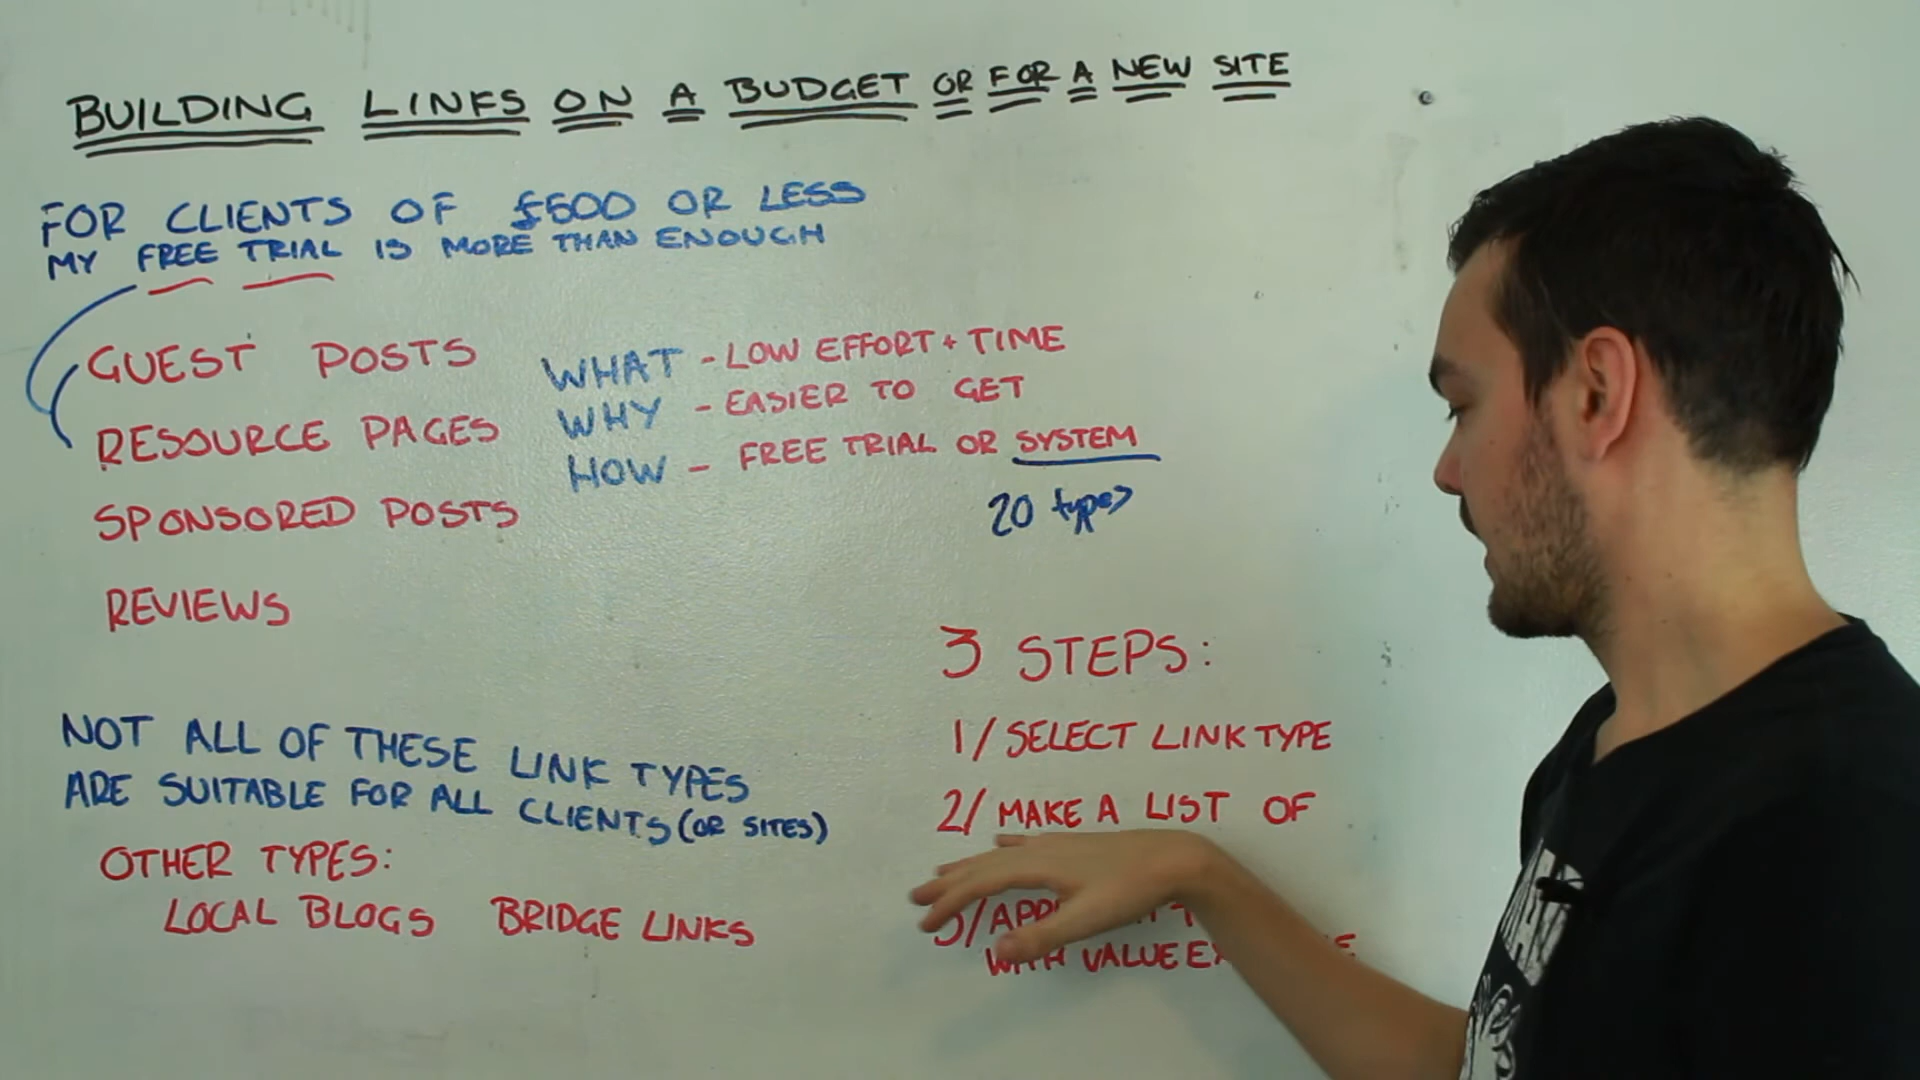 BUILDING LINKS ON A BUDGET OR FOR A NEW SITE
FOR CLIENTS OF £500 OR LESS
MY FREE TRIAL IS MORE THAN ENOUGH
GUEST POSTS
RESOURCE PAGES
SPONSORED POSTS
REVIEWS
WHAT - LOW EFFORT + TIME
WHY - EASIER TO GET
HOW - FREE TRIAL OR SYSTEM
20 types
NOT ALL OF THESE LINK TYPES
ARE SUITABLE FOR ALL CLIENTS (OR SITES)
OTHER TYPES:
LOCAL BLOGS BRIDGE LINKS
3 STEPS:
1/ SELECT LINK TYPE
2/ MAKE A LIST OF
3/
WITH VALUE